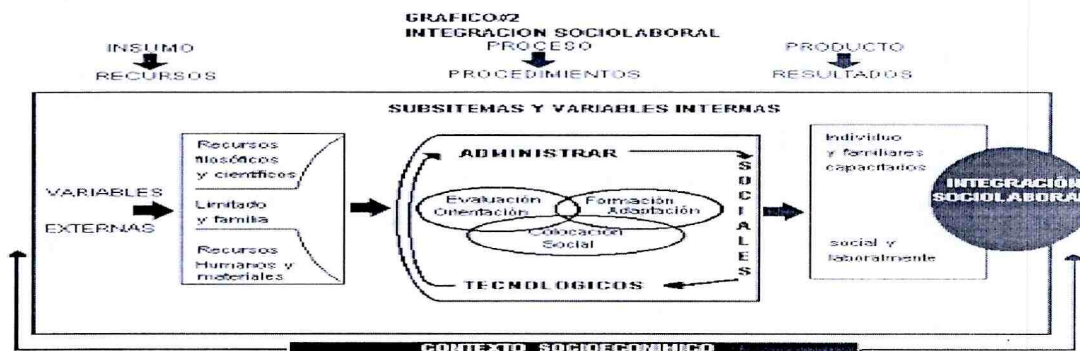 GRAFICO#2
INTEGRACION SOCIOLABORAL
INSUMO
PROCESO
PRODUCTO
RECURSOS
PROCEDIMIENTOS
RESULTADOS
SUBSITEMAS Y VARIABLES INTERNAS
VARIABLES
EXTERNAS
Recursos
filosóficos
y científicos
Limitado
y familia
Recursos
Humanos y
materiales
ADMINISTRAR
SOCIALES
Evaluación
Orientación
Formación
Adaptación
Colocación
Social
TECNOLOGICOS
Individuo
y familiares
capacitados
social y
laboralmente
INTEGRACIÓN
SOCIOLABORAL
CONTEXTO SOCIOECONOMICO